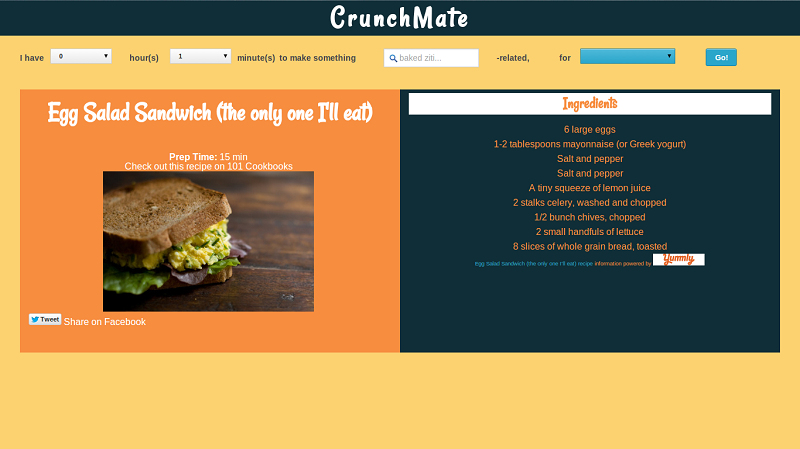 CrunchMate
I have 0 hour(s) 1 minute(s) to make something baked ziti... -related, for Go!
Egg Salad Sandwich (the only one I'll eat)
Prep Time: 15 min
Check out this recipe on 101 Cookbooks
Tweet Share on Facebook
Ingredients
6 large eggs
1-2 tablespoons mayonnaise (or Greek yogurt)
Salt and pepper
Salt and pepper
A tiny squeeze of lemon juice
2 stalks celery, washed and chopped
1/2 bunch chives, chopped
2 small handfuls of lettuce
8 slices of whole grain bread, toasted
Egg Salad Sandwich (the only one I'll eat) recipe information powered by Yummly